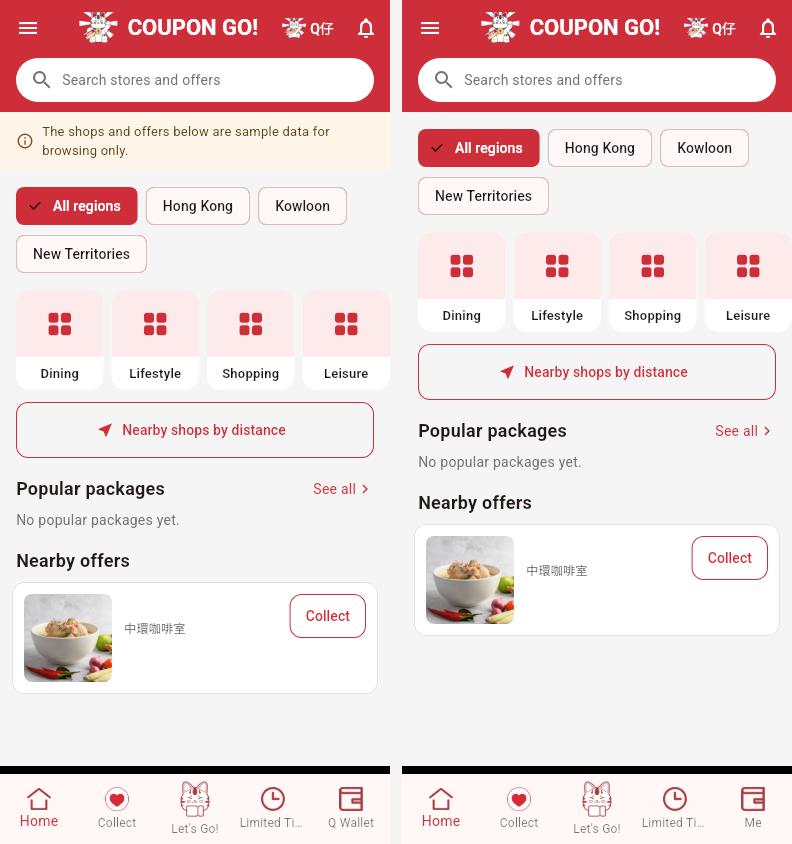 COUPON GO!
Q仔
Search stores and offers
The shops and offers below are sample data for
browsing only.
All regions
Hong Kong
Kowloon
New Territories
Dining
Lifestyle
Shopping
Leisure
Nearby shops by distance
Popular packages
See all
No popular packages yet.
Nearby offers
中環咖啡室
Collect
Home
Collect
Let's Go!
Limited Ti...
Q Wallet
COUPON GO!
Q仔
Search stores and offers
All regions
Hong Kong
Kowloon
New Territories
Dining
Lifestyle
Shopping
Leisure
Nearby shops by distance
Popular packages
See all
No popular packages yet.
Nearby offers
中環咖啡室
Collect
Home
Collect
Let's Go!
Limited Ti...
Me